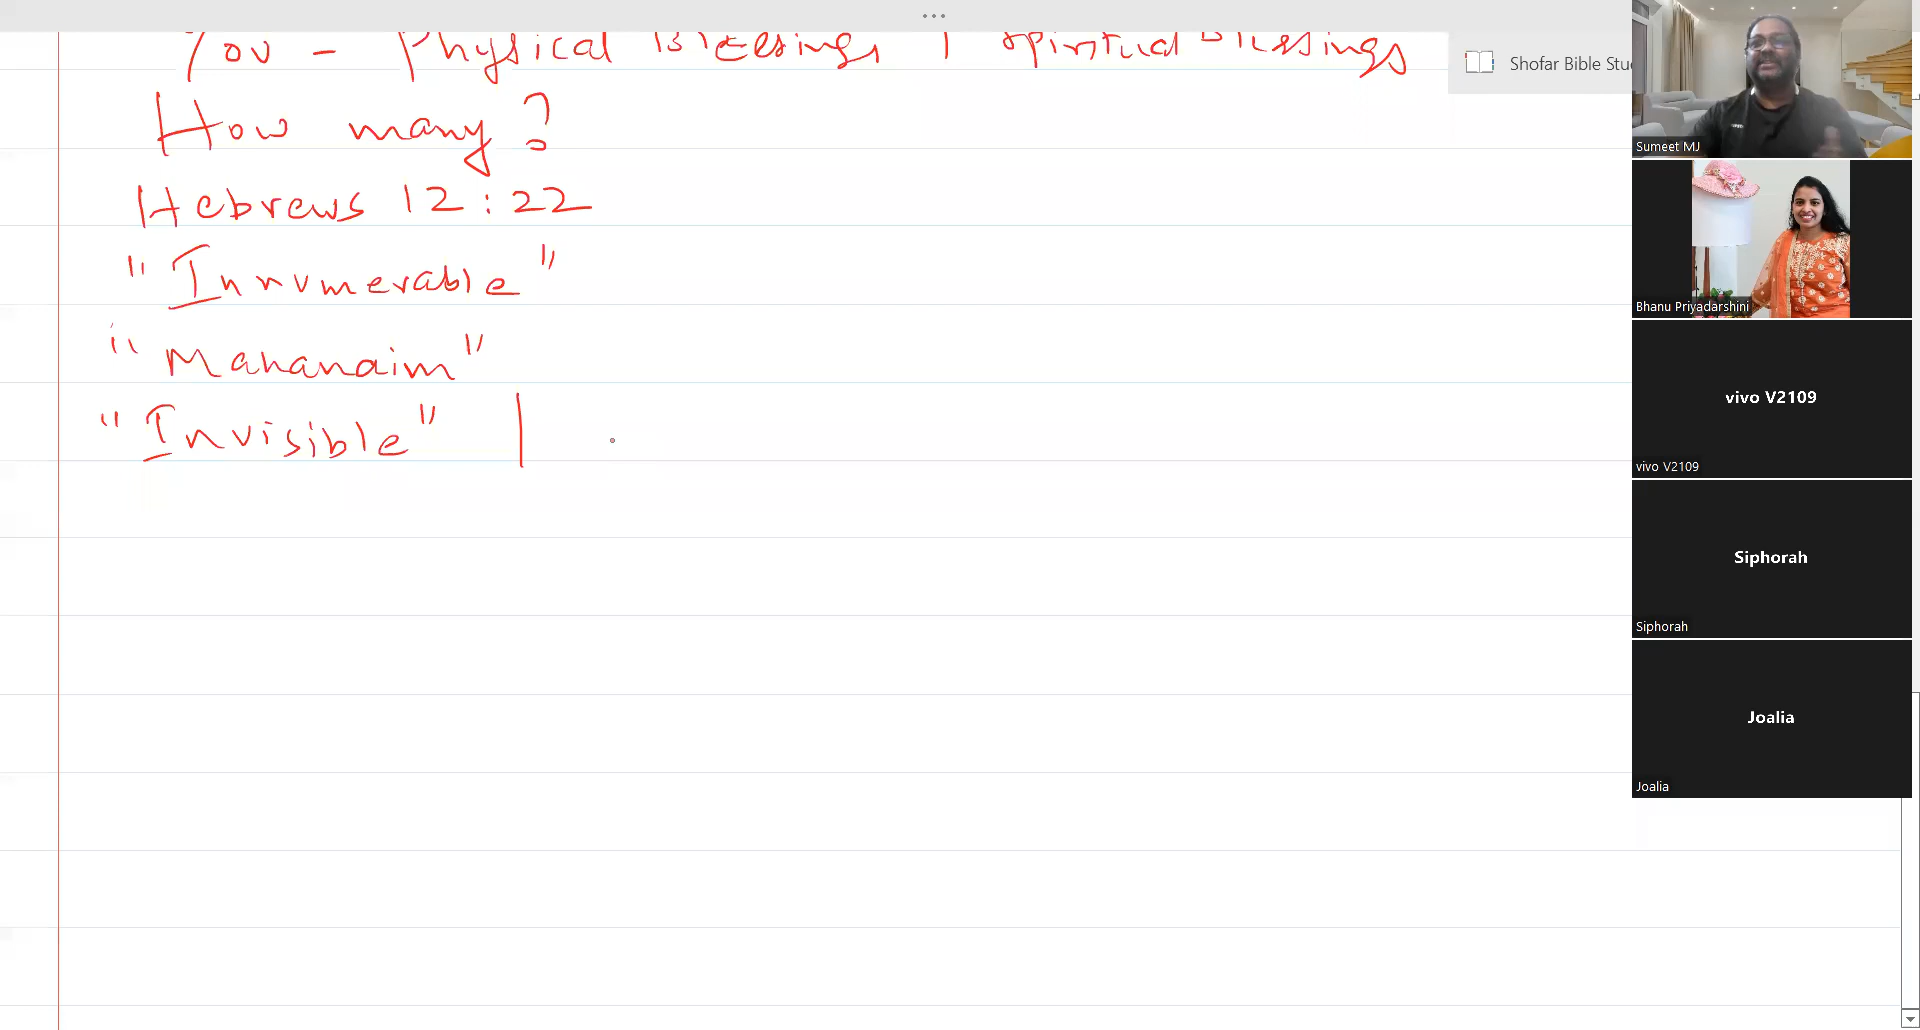 You - Physical Blessings | Spiritual Blessings
Shofar Bible Stu
How many?
Hebrews 12:22
"Innumerable"
"Mahanaim"
"Invisible" |
Sumeet MJ
Bhanu Priyadarshini
vivo V2109
vivo V2109
Siphorah
Siphorah
Joalia
Joalia